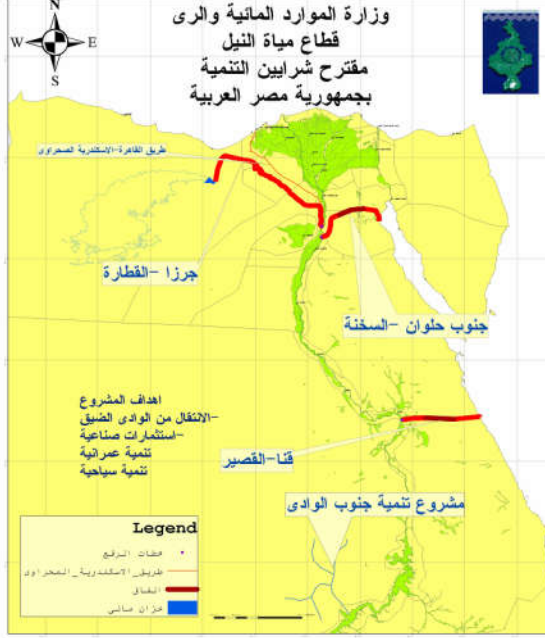 وزارة الموارد المائية والرى
قطاع مياة النيل
مقترح شرايين التنمية
بجمهورية مصر العربية
N
W E
S
طريق القاهرة-الاسكندرية الصحراوى
جرزا -القطارة
جنوب حلوان -السخنة
اهداف المشروع
-الانتقال من الوادى الضيق
-استثمارات صناعية
تنمية عمرانية
تنمية سياحية
قنا-القصير
مشروع تنمية جنوب الوادى
Legend
محطات الرفع
طريق_الاسكندرية_الصحراوى
انفاق
خزان مائى